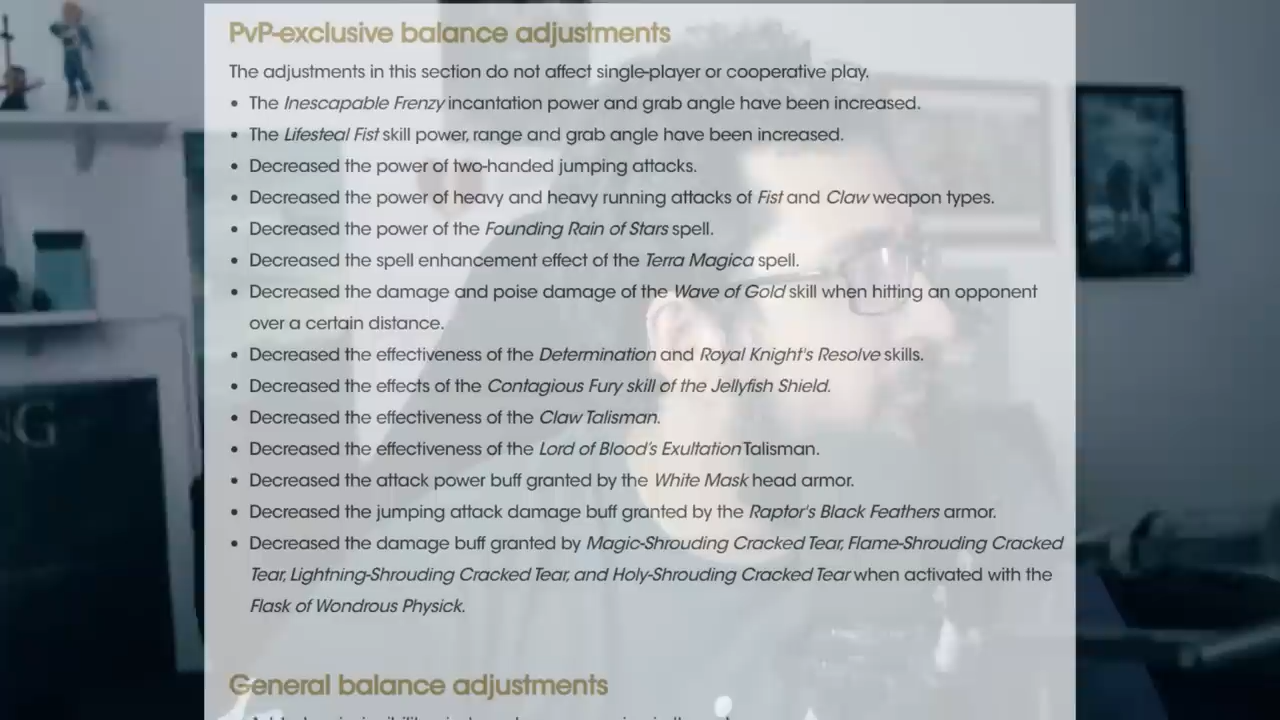 PvP-exclusive balance adjustments
The adjustments in this section do not affect single-player or cooperative play.
• The Inescapable Frenzy incantation power and grab angle have been increased.
• The Lifesteal Fist skill power, range and grab angle have been increased.
• Decreased the power of two-handed jumping attacks.
• Decreased the power of heavy and heavy running attacks of Fist and Claw weapon types.
• Decreased the power of the Founding Rain of Stars spell.
• Decreased the spell enhancement effect of the Terra Magica spell.
• Decreased the damage and poise damage of the Wave of Gold skill when hitting an opponent
over a certain distance.
• Decreased the effectiveness of the Determination and Royal Knight's Resolve skills.
• Decreased the effects of the Contagious Fury skill of the Jellyfish Shield.
• Decreased the effectiveness of the Claw Talisman.
• Decreased the effectiveness of the Lord of Blood's Exultation Talisman.
• Decreased the attack power buff granted by the White Mask head armor.
• Decreased the jumping attack damage buff granted by the Raptor's Black Feathers armor.
• Decreased the damage buff granted by Magic-Shrouding Cracked Tear, Flame-Shrouding Cracked
Tear, Lightning-Shrouding Cracked Tear, and Holy-Shrouding Cracked Tear when activated with the
Flask of Wondrous Physick.
General balance adjustments